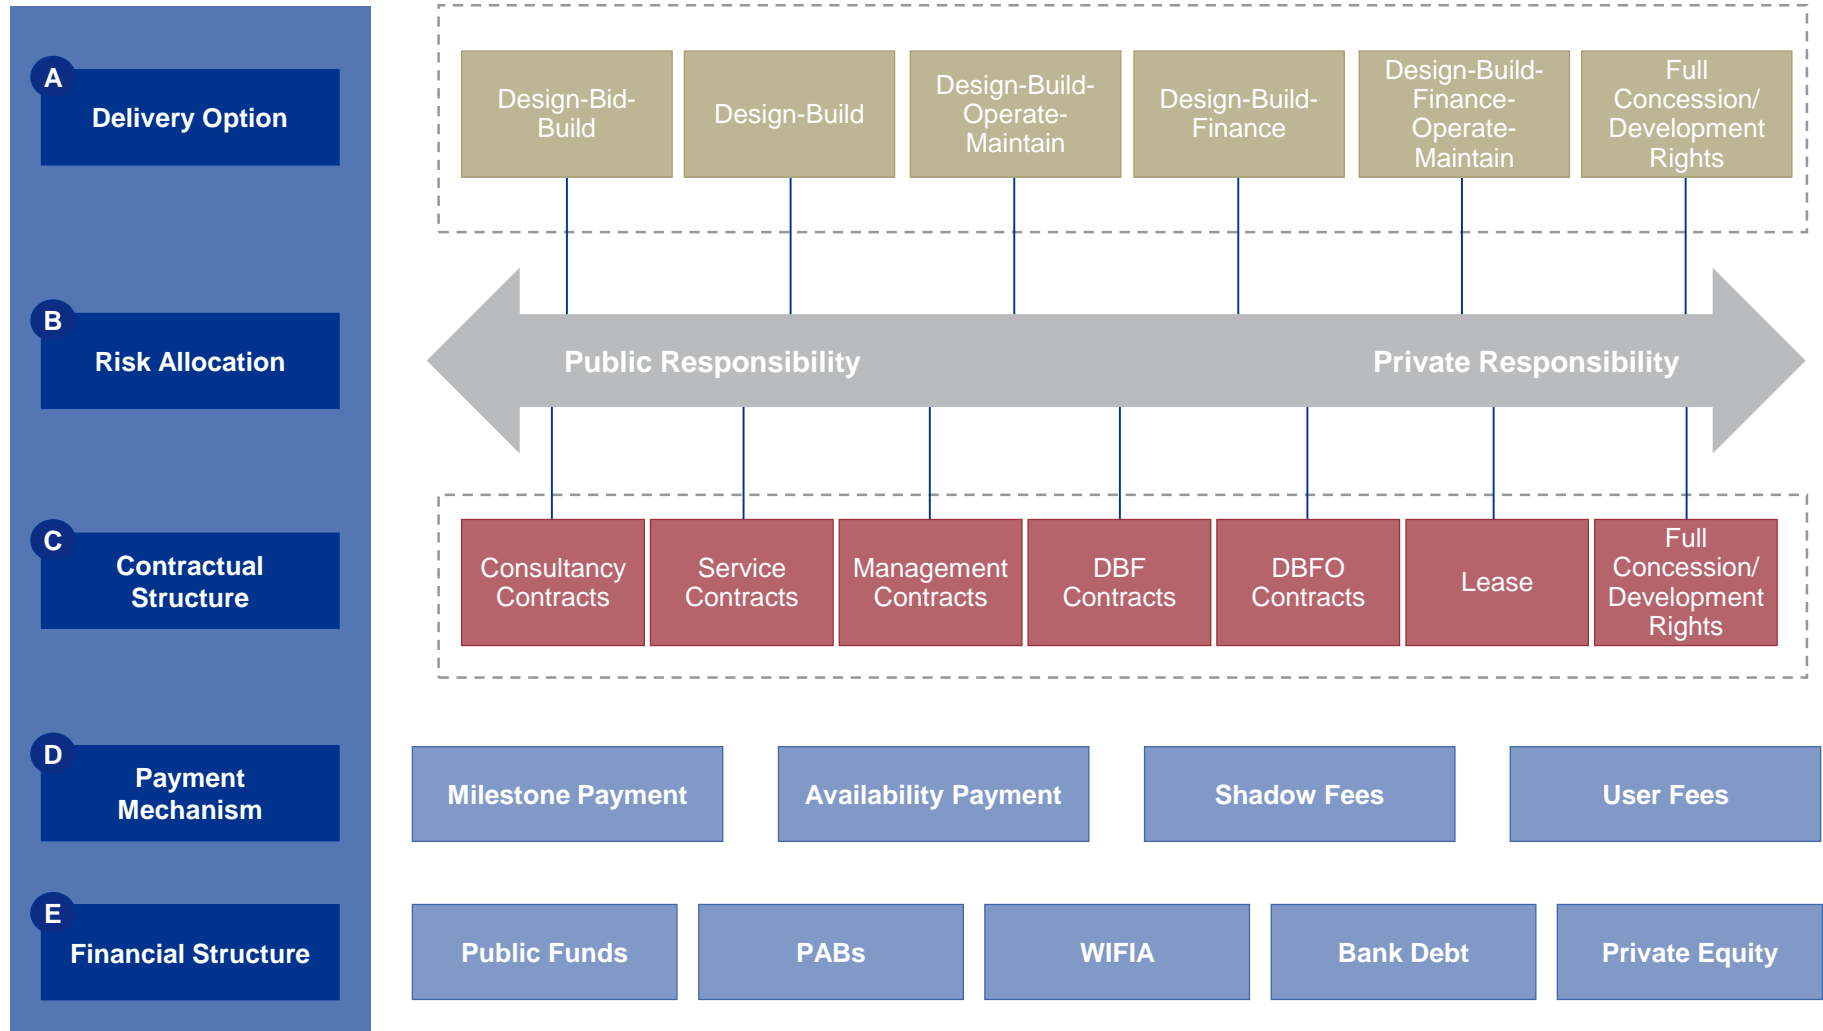 A
Delivery Option
Design-Bid-
Build
Design-Build
Design-Build-
Operate-
Maintain
Design-Build-
Finance
Design-Build-
Finance-
Operate-
Maintain
Full
Concession/
Development
Rights
B
Risk Allocation
Public Responsibility
Private Responsibility
C
Contractual
Structure
Consultancy
Contracts
Service
Contracts
Management
Contracts
DBF
Contracts
DBFO
Contracts
Lease
Full
Concession/
Development
Rights
D
Payment
Mechanism
Milestone Payment
Availability Payment
Shadow Fees
User Fees
E
Financial Structure
Public Funds
PABs
WIFIA
Bank Debt
Private Equity